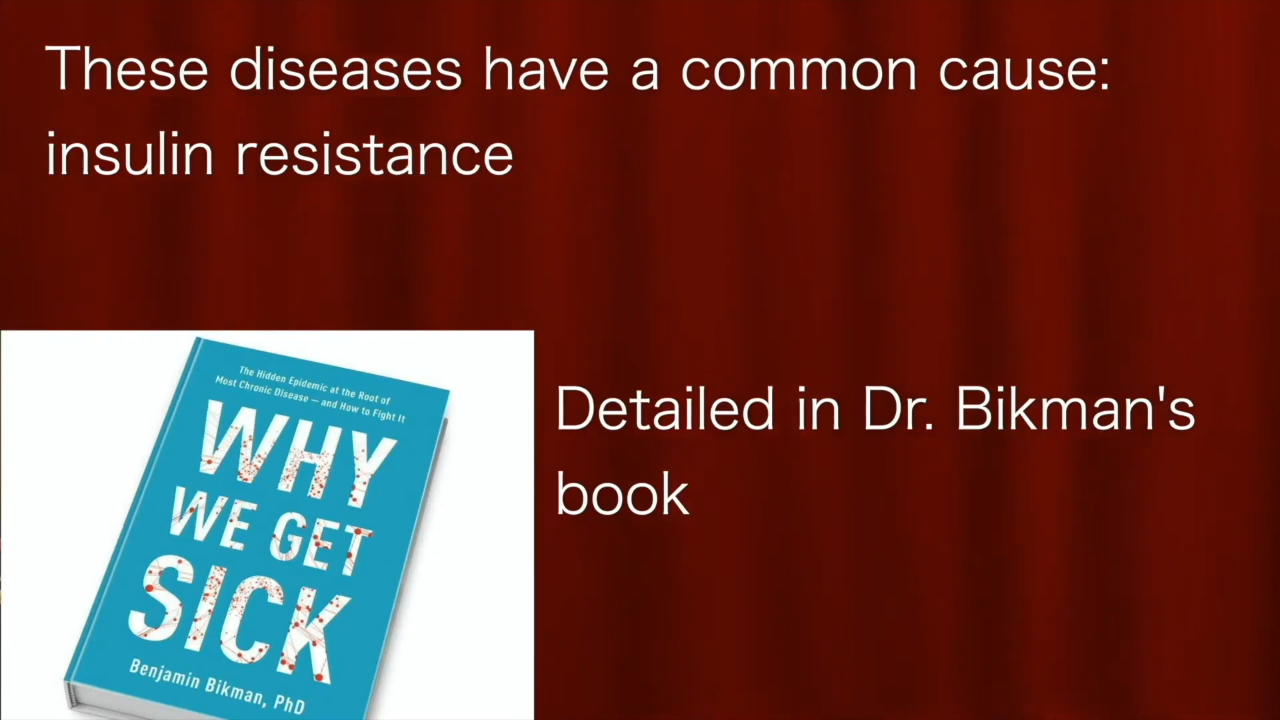 These diseases have a common cause:
insulin resistance
The Hidden Epidemic at the Root of
Most Chronic Disease — and How to Fight It
WHY
WE GET
SICK
Benjamin Bikman, PhD
Detailed in Dr. Bikman's
book